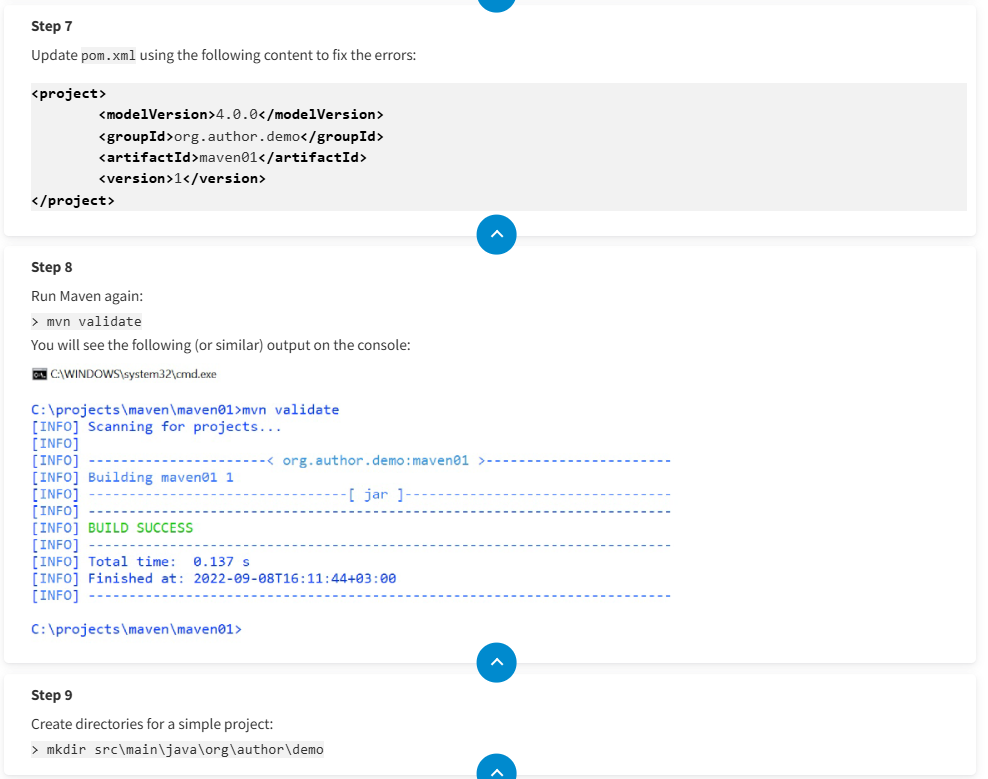 Step 7
Update pom.xml using the following content to fix the errors:
<project>
<modelVersion>4.0.0</modelVersion>
<groupId>org.author.demo</groupId>
<artifactId>maven01</artifactId>
<version>1</version>
</project>
Step 8
Run Maven again:
> mvn validate
You will see the following (or similar) output on the console:
C:\WINDOWS\system32\cmd.exe
C:\projects\maven\maven01>mvn validate
[INFO] Scanning for projects...
[INFO]
[INFO] ----------------------< org.author.demo:maven01 >-----------------------
[INFO] Building maven01 1
[INFO] --------------------------------[ jar ]---------------------------------
[INFO] ------------------------------------------------------------------------
[INFO] BUILD SUCCESS
[INFO] ------------------------------------------------------------------------
[INFO] Total time:  0.137 s
[INFO] Finished at: 2022-09-08T16:11:44+03:00
[INFO] ------------------------------------------------------------------------
C:\projects\maven\maven01>
Step 9
Create directories for a simple project:
> mkdir src\main\java\org\author\demo